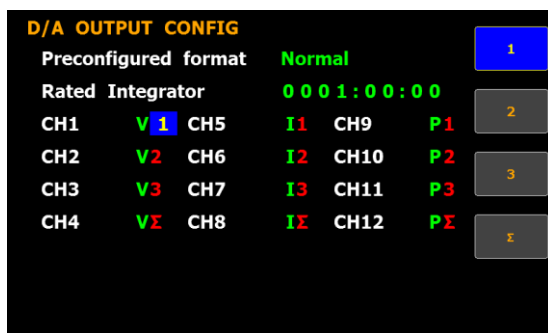 D/A OUTPUT CONFIG
Preconfigured format Normal
Rated Integrator 0001:00:00
CH1 V1 CH5 I1 CH9 P1
CH2 V2 CH6 I2 CH10 P2
CH3 V3 CH7 I3 CH11 P3
CH4 VΣ CH8 IΣ CH12 PΣ
1
2
3
Σ